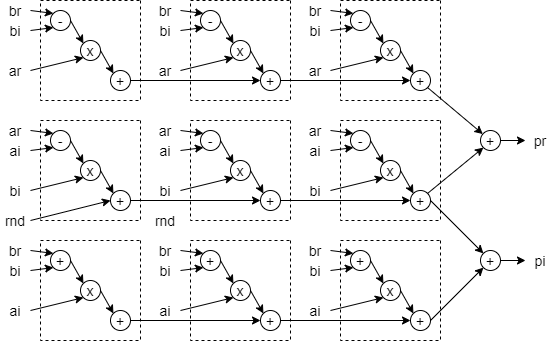 br br br
bi - bi - bi -
x x x
ar + ar + ar +
ar ar ar
ai - ai - ai -
x x x
bi bi bi
+ + +
rnd rnd
br br br
bi + bi + bi +
x x x
ai + ai + ai +
+ pr
+ pi